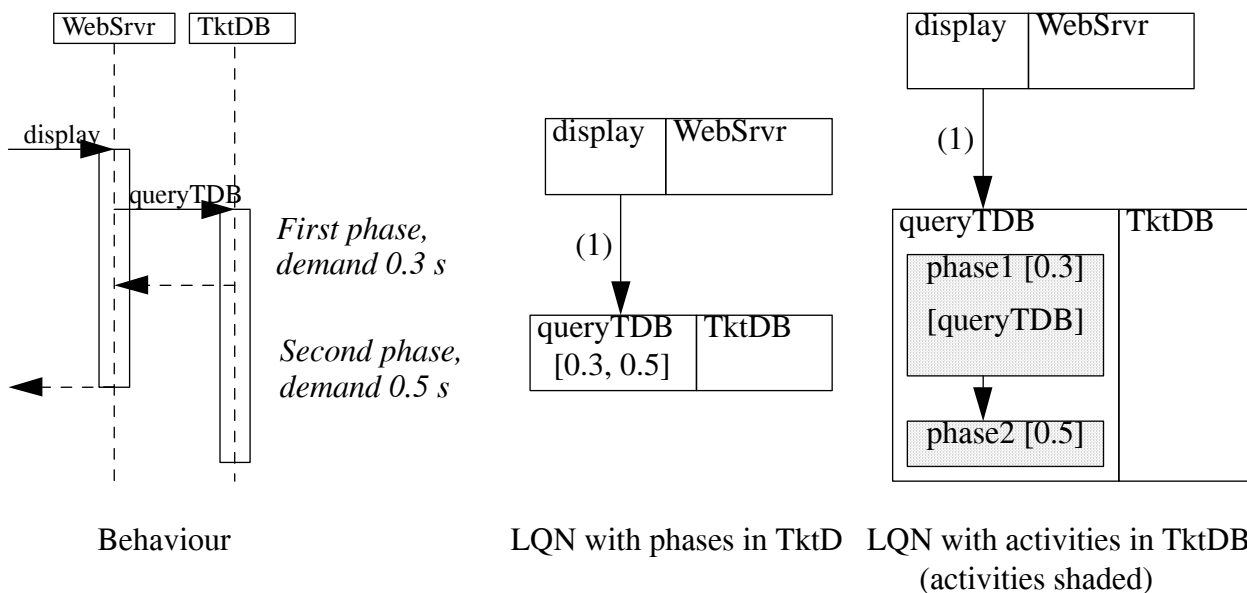 WebSrvr
TktDB
display
queryTDB
First phase,
demand 0.3 s
Second phase,
demand 0.5 s
Behaviour
display
WebSrvr
(1)
queryTDB
[0.3, 0.5]
TktDB
LQN with phases in TktD
display
WebSrvr
(1)
queryTDB
TktDB
phase1 [0.3]
[queryTDB]
phase2 [0.5]
LQN with activities in TktDB
(activities shaded)